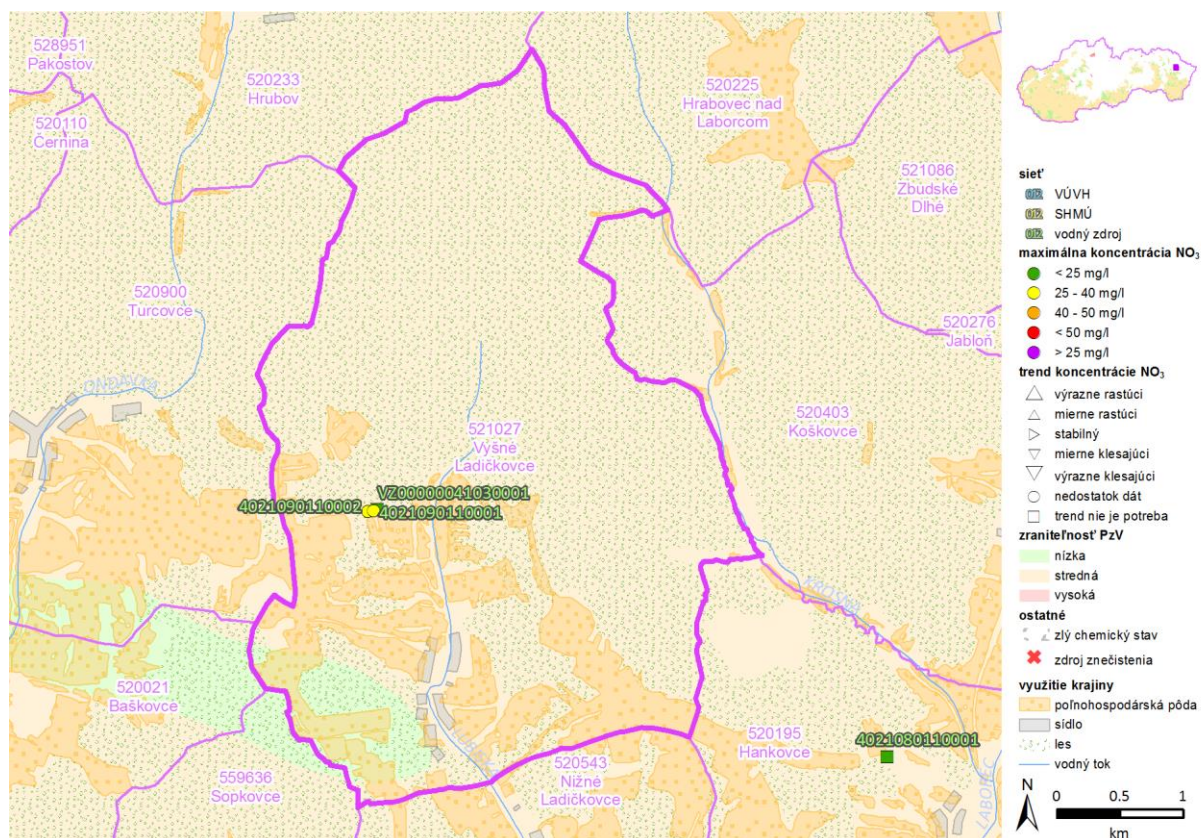 528951
Pakostov
520233
Hrubov
520225
Hrabovec nad
Laborcom
520110
Černina
521086
Zbudské
Dlhé
520900
Turcovce
520276
Jabloň
ONDAVKA
520403
Koškovce
521027
Vyšné
Ladičkovce
VZ00000041030001
4021090110002
4021090110001
520021
Baškovce
520195
Hankovce
4021080110001
559636
Sopkovce
520543
Nižné
Ladičkovce
LABOREC
sieť
VÚVH
SHMÚ
vodný zdroj
maximálna koncentrácia NO₃
< 25 mg/l
25 - 40 mg/l
40 - 50 mg/l
< 50 mg/l
> 25 mg/l
trend koncentrácie NO₃
výrazne rastúci
mierne rastúci
stabilný
mierne klesajúci
výrazne klesajúci
nedostatok dát
trend nie je potreba
zraniteľnosť PzV
nízka
stredná
vysoká
ostatné
zlý chemický stav
zdroj znečistenia
využitie krajiny
poľnohospodárská pôda
sídlo
les
vodný tok
N
0 0.5 1
km